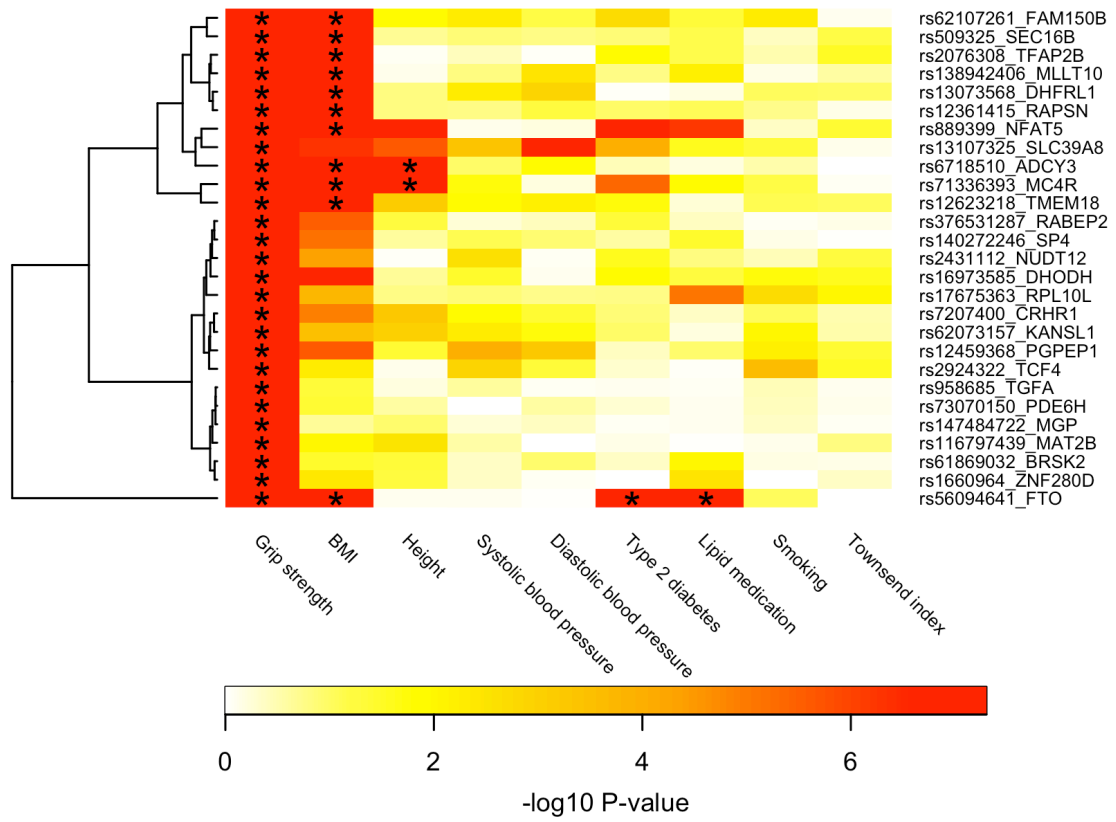 * * rs62107261_FAM150B
* * rs509325_SEC16B
* * rs2076308_TFAP2B
* * rs138942406_MLLT10
* * rs13073568_DHFRL1
* * rs12361415_RAPSN
* * rs889399_NFAT5
* rs13107325_SLC39A8
* * * rs6718510_ADCY3
* * * rs71336393_MC4R
* * rs12623218_TMEM18
* rs376531287_RABEP2
* rs140272246_SP4
* rs2431112_NUDT12
* rs16973585_DHODH
* rs17675363_RPL10L
* rs7207400_CRHR1
* rs62073157_KANSL1
* rs12459368_PGPEP1
* rs2924322_TCF4
* rs958685_TGFA
* rs73070150_PDE6H
* rs147484722_MGP
* rs116797439_MAT2B
* rs61869032_BRSK2
* rs1660964_ZNF280D
* * * * rs56094641_FTO
Grip strength
BMI
Height
Systolic blood pressure
Diastolic blood pressure
Type 2 diabetes
Lipid medication
Smoking
Townsend index
0 2 4 6
-log10 P-value